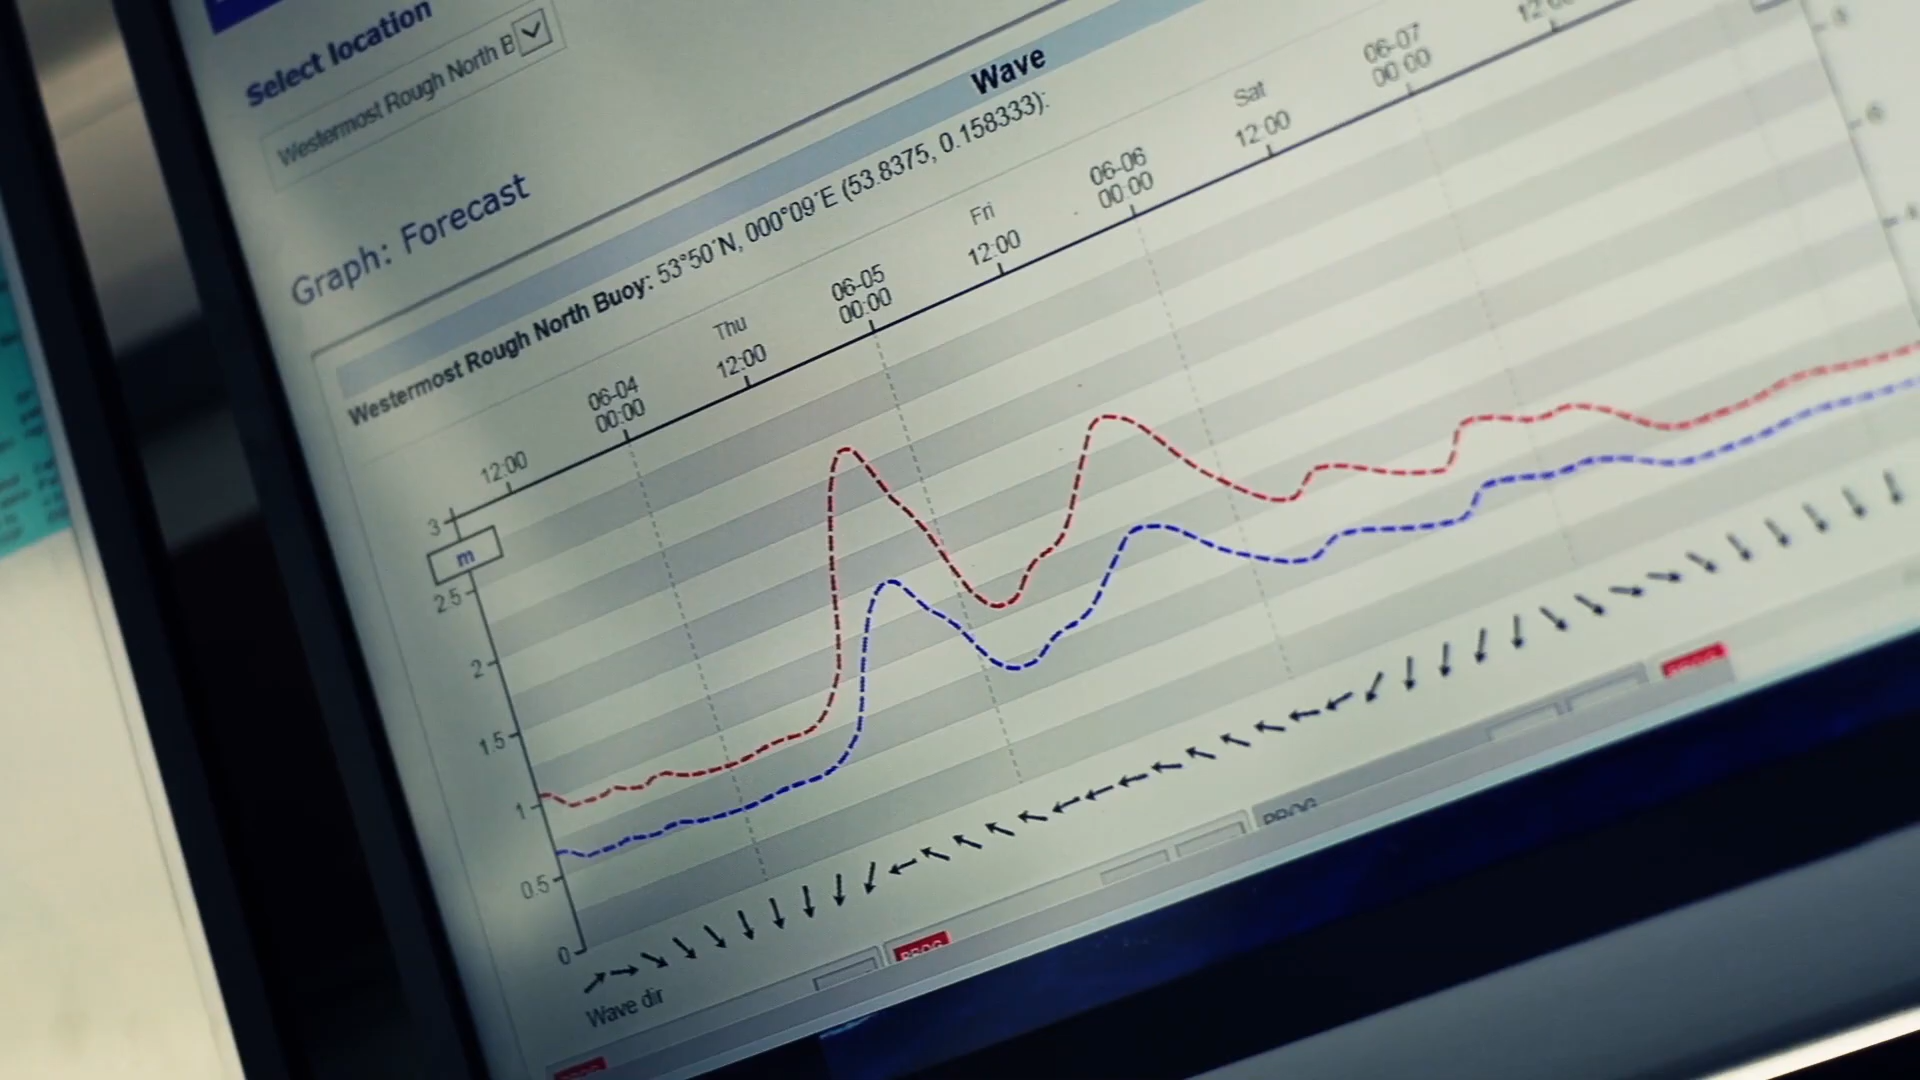 Select location
Westermost Rough North B
Graph: Forecast
Wave
Westermost Rough North Buoy: 53°50´N, 000°09´E (53.8375, 0.158333):
Thu
Fri
Sat
12:00
06-04
00:00
12:00
06-05
00:00
12:00
06-06
00:00
12:00
06-07
00:00
3
m
2.5
2
1.5
1
0.5
0
Wave dir
PROG